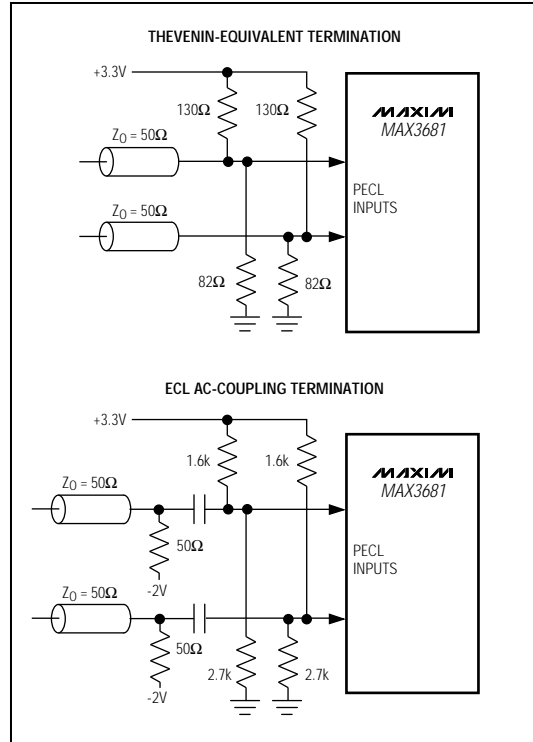 THEVENIN-EQUIVALENT TERMINATION
+3.3V
130Ω
130Ω
MAXIM
MAX3681
Z0 = 50Ω
PECL
INPUTS
Z0 = 50Ω
82Ω
82Ω
ECL AC-COUPLING TERMINATION
+3.3V
1.6k
1.6k
MAXIM
MAX3681
Z0 = 50Ω
PECL
INPUTS
50Ω
-2V
Z0 = 50Ω
50Ω
-2V
2.7k
2.7k